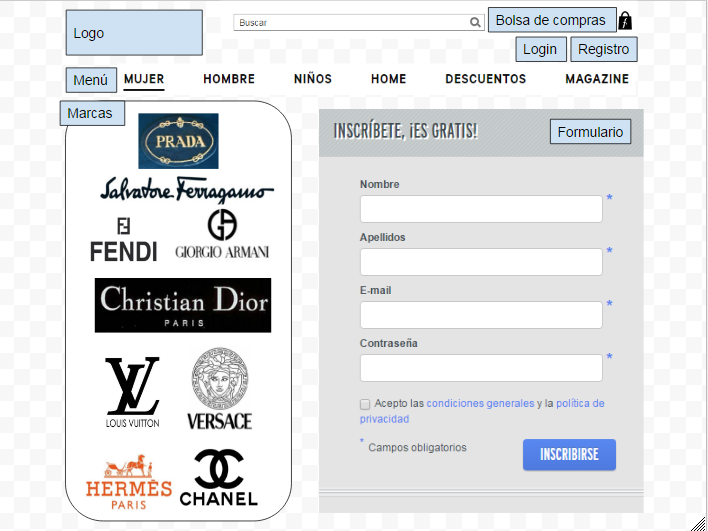 Logo
Buscar
Bolsa de compras
Login
Registro
Menú
MUJER
HOMBRE
NIÑOS
HOME
DESCUENTOS
MAGAZINE
Marcas
PRADA
Salvatore Ferragamo
FENDI
GIORGIO ARMANI
Christian Dior
PARIS
LV
LOUIS VUITTON
VERSACE
HERMÈS
PARIS
CHANEL
INSCRÍBETE, ¡ES GRATIS!
Formulario
Nombre
*
Apellidos
*
E-mail
*
Contraseña
*
Acepto las condiciones generales y la política de
privacidad
* Campos obligatorios
INSCRIBIRSE